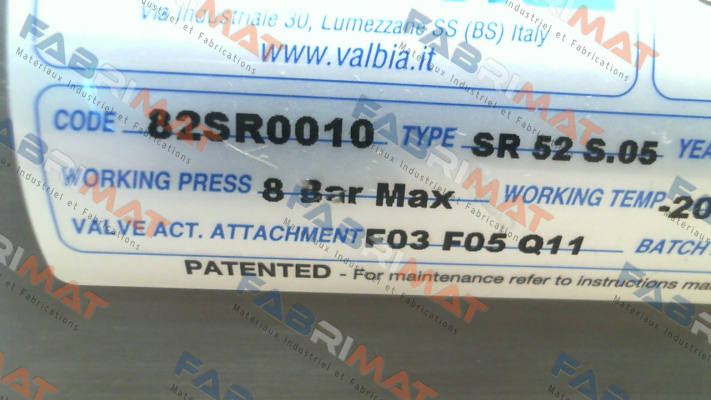 Via Industriale 30, Lumezzane SS (BS) Italy
www.valbia.it
CODE 82SR0010 TYPE SR 52 S.05 YEA
WORKING PRESS 8 Bar Max WORKING TEMP -20
VALVE ACT. ATTACHMENT F03 F05 Q11 BATCH
PATENTED - For maintenance refer to instructions ma
FABRIMAT
Materiaux Industriel et Fabrications